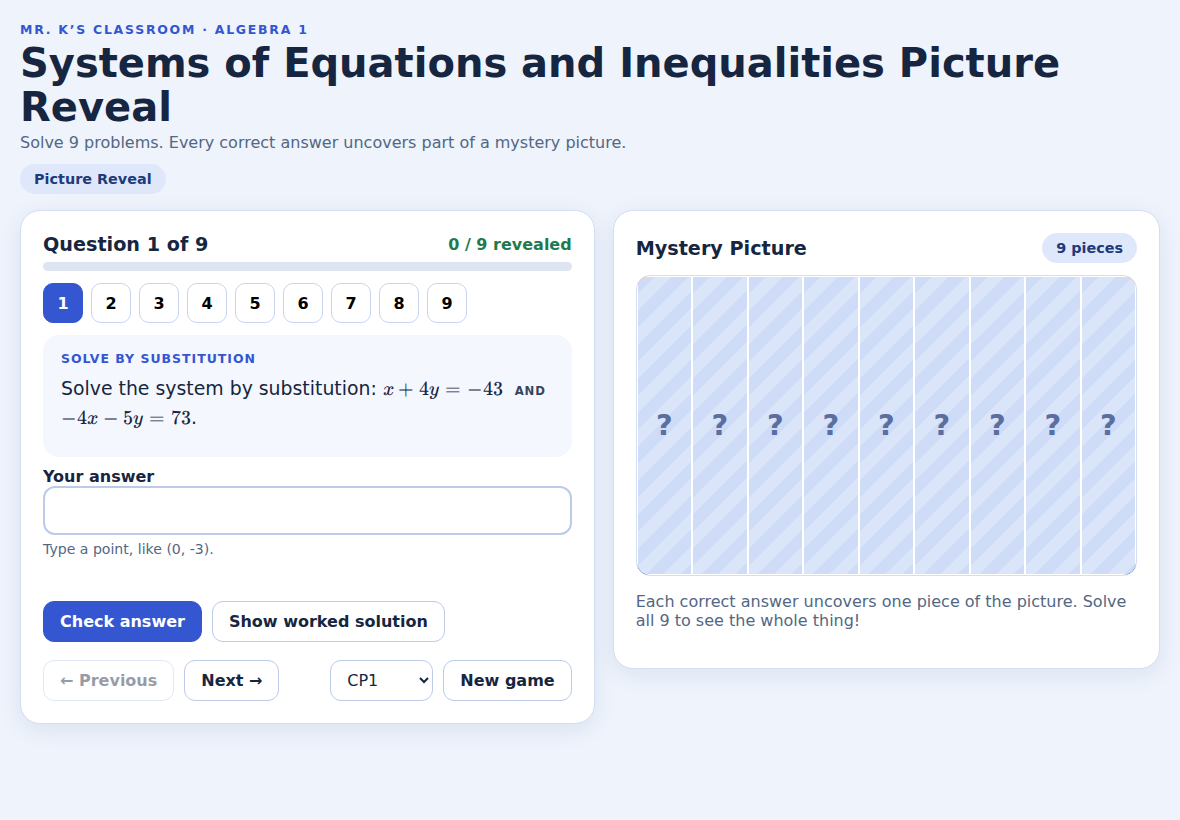 MR. K'S CLASSROOM · ALGEBRA 1
Systems of Equations and Inequalities Picture
Reveal
Solve 9 problems. Every correct answer uncovers part of a mystery picture.
Picture Reveal
Question 1 of 9
0 / 9 revealed
1 2 3 4 5 6 7 8 9
SOLVE BY SUBSTITUTION
Solve the system by substitution: x + 4y = −43 AND
−4x − 5y = 73.
Your answer
Type a point, like (0, -3).
Check answer
Show worked solution
← Previous
Next →
CP1
New game
Mystery Picture
9 pieces
? ? ? ? ? ? ? ? ?
Each correct answer uncovers one piece of the picture. Solve
all 9 to see the whole thing!